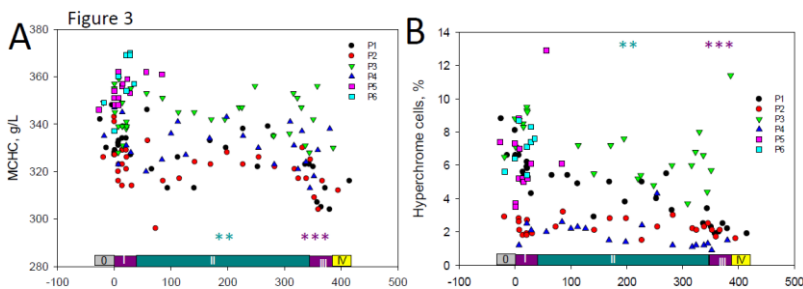 Figure 3
A
MCHC, g/L
380
360
340
320
300
280
P1
P2
P3
P4
P5
P6
** ***
0 I II III IV
-100 0 100 200 300 400 500
B
Hyperchrome cells, %
14
12
10
8
6
4
2
0
** ***
P1
P2
P3
P4
P5
P6
0 I II III IV
-100 0 100 200 300 400 500